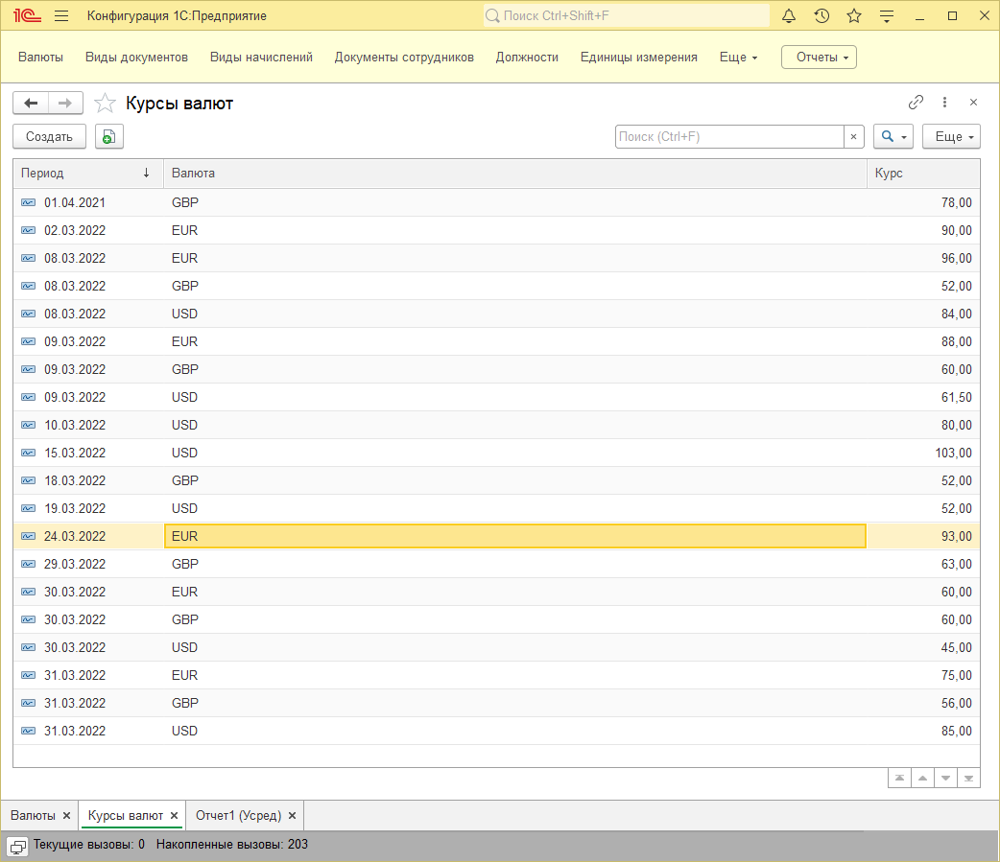 1С Конфигурация 1С:Предприятие Поиск Ctrl+Shift+F
Валюты Виды документов Виды начислений Документы сотрудников Должности Единицы измерения Еще Отчеты
Курсы валют
Создать Поиск (Ctrl+F) × Еще
Период ↓ Валюта Курс
01.04.2021 GBP 78,00
02.03.2022 EUR 90,00
08.03.2022 EUR 96,00
08.03.2022 GBP 52,00
08.03.2022 USD 84,00
09.03.2022 EUR 88,00
09.03.2022 GBP 60,00
09.03.2022 USD 61,50
10.03.2022 USD 80,00
15.03.2022 USD 103,00
18.03.2022 GBP 52,00
19.03.2022 USD 52,00
24.03.2022 EUR 93,00
29.03.2022 GBP 63,00
30.03.2022 EUR 60,00
30.03.2022 GBP 60,00
30.03.2022 USD 45,00
31.03.2022 EUR 75,00
31.03.2022 GBP 56,00
31.03.2022 USD 85,00
Валюты × Курсы валют × Отчет1 (Усред) ×
Текущие вызовы: 0 Накопленные вызовы: 203